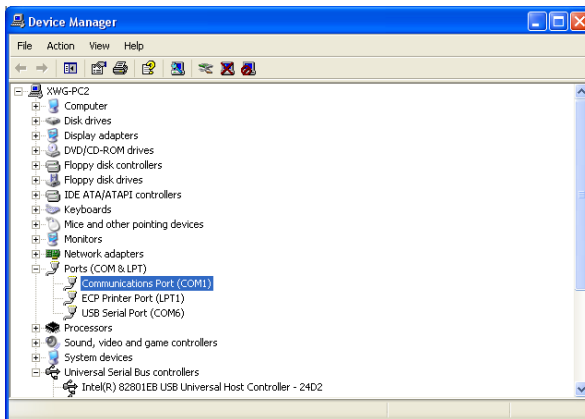 Device Manager
File Action View Help
XWG-PC2
Computer
Disk drives
Display adapters
DVD/CD-ROM drives
Floppy disk controllers
Floppy disk drives
IDE ATA/ATAPI controllers
Keyboards
Mice and other pointing devices
Monitors
Network adapters
Ports (COM & LPT)
Communications Port (COM1)
ECP Printer Port (LPT1)
USB Serial Port (COM6)
Processors
Sound, video and game controllers
System devices
Universal Serial Bus controllers
Intel(R) 82801EB USB Universal Host Controller - 24D2